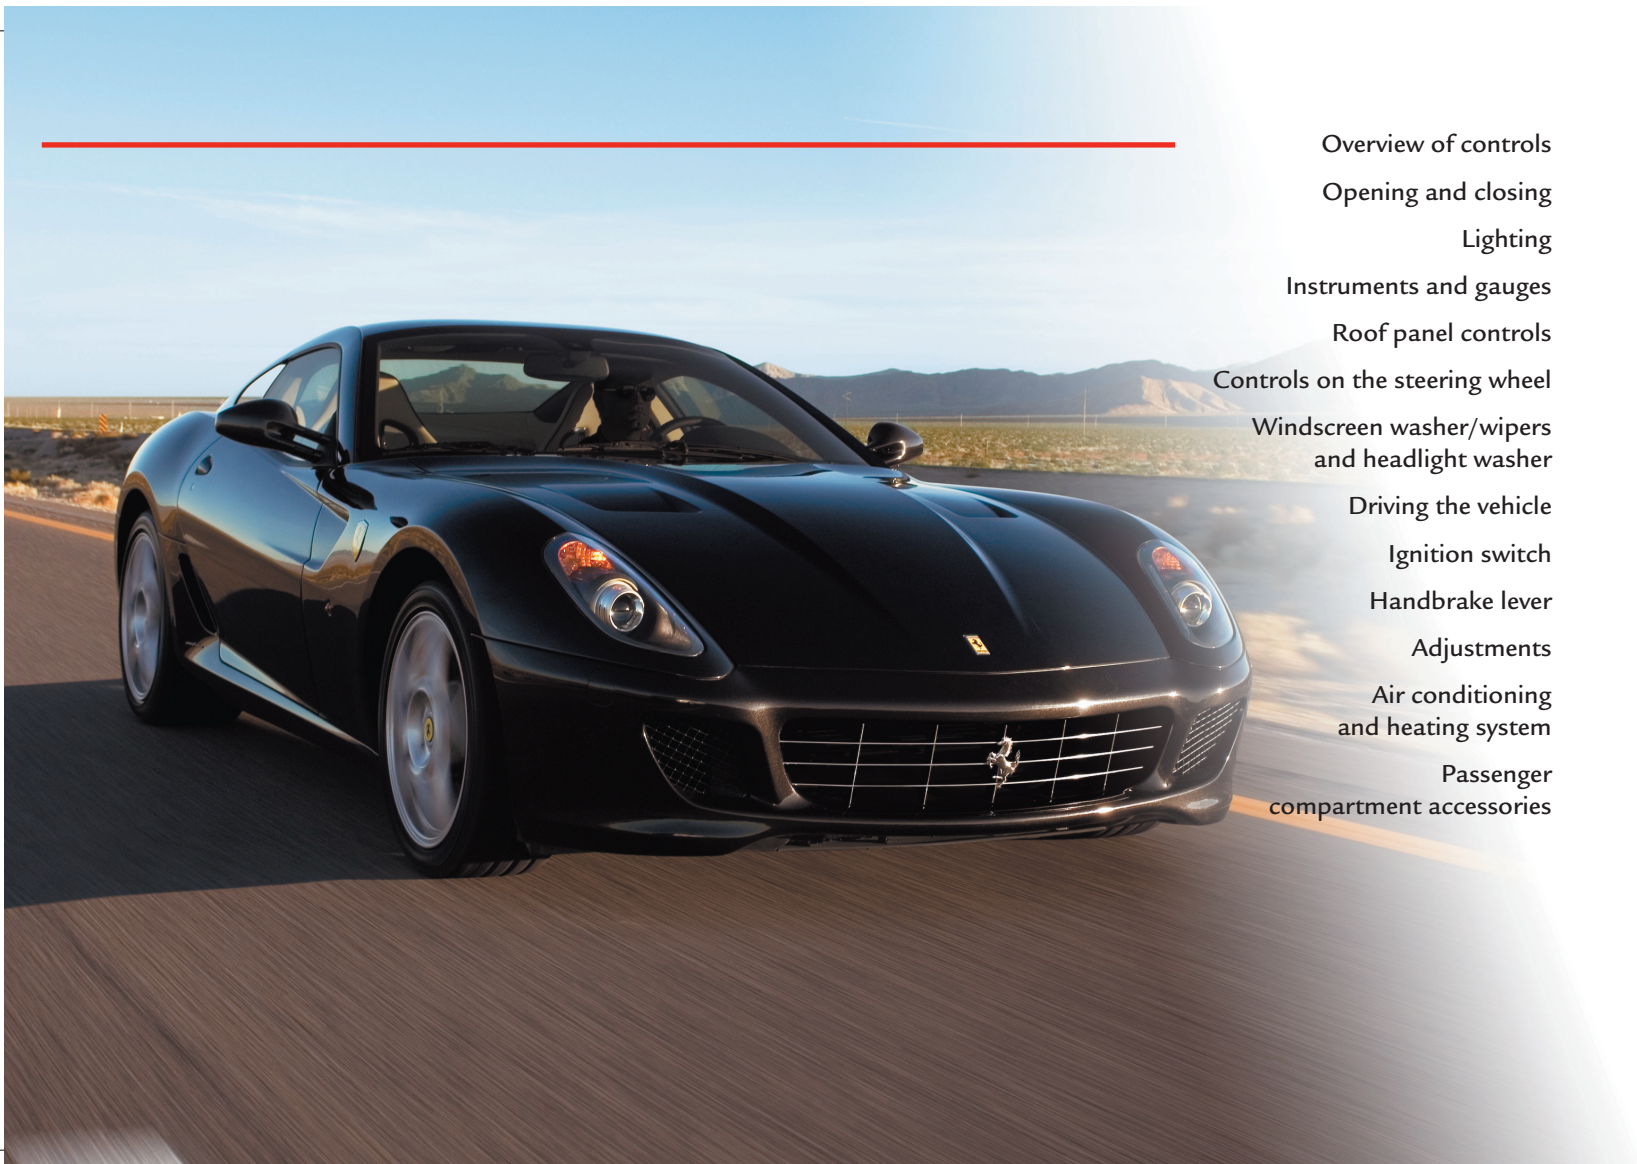 Overview of controls
Opening and closing
Lighting
Instruments and gauges
Roof panel controls
Controls on the steering wheel
Windscreen washer/wipers
and headlight washer
Driving the vehicle
Ignition switch
Handbrake lever
Adjustments
Air conditioning
and heating system
Passenger
compartment accessories